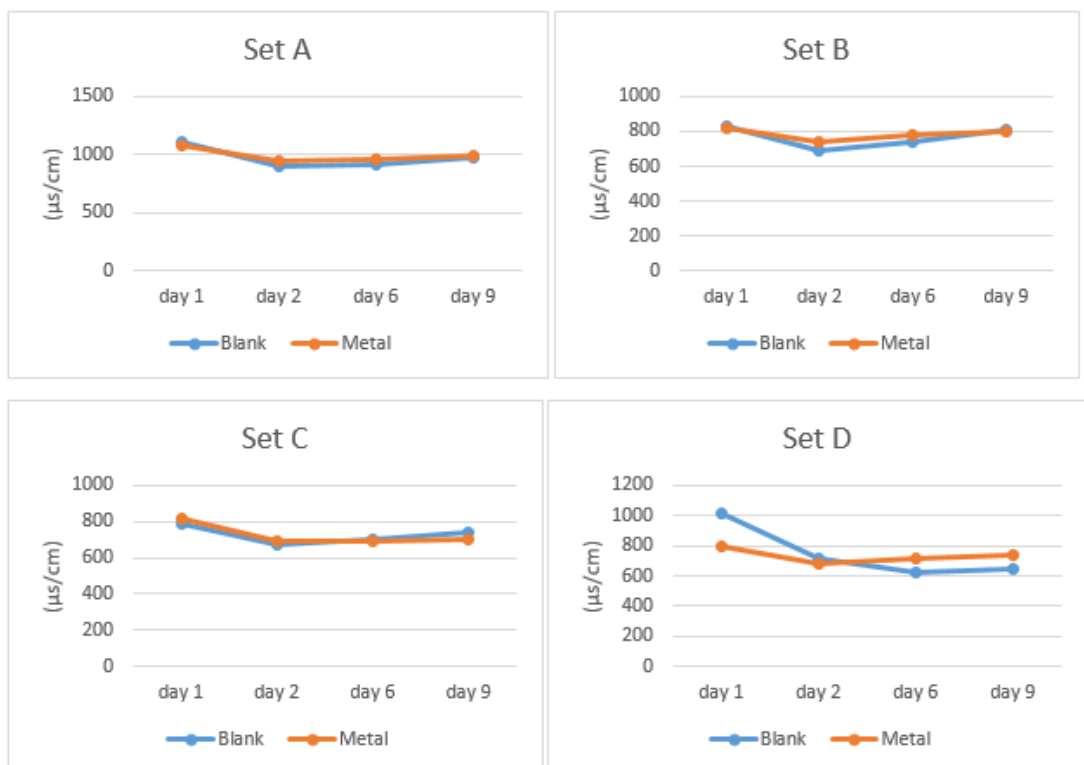 Set A
1500
1000
500
0
(µs/cm)
day 1 day 2 day 6 day 9
Blank Metal
Set B
1000
800
600
400
200
0
(µs/cm)
day 1 day 2 day 6 day 9
Blank Metal
Set C
1000
800
600
400
200
0
(µs/cm)
day 1 day 2 day 6 day 9
Blank Metal
Set D
1200
1000
800
600
400
200
0
(µs/cm)
day 1 day 2 day 6 day 9
Blank Metal